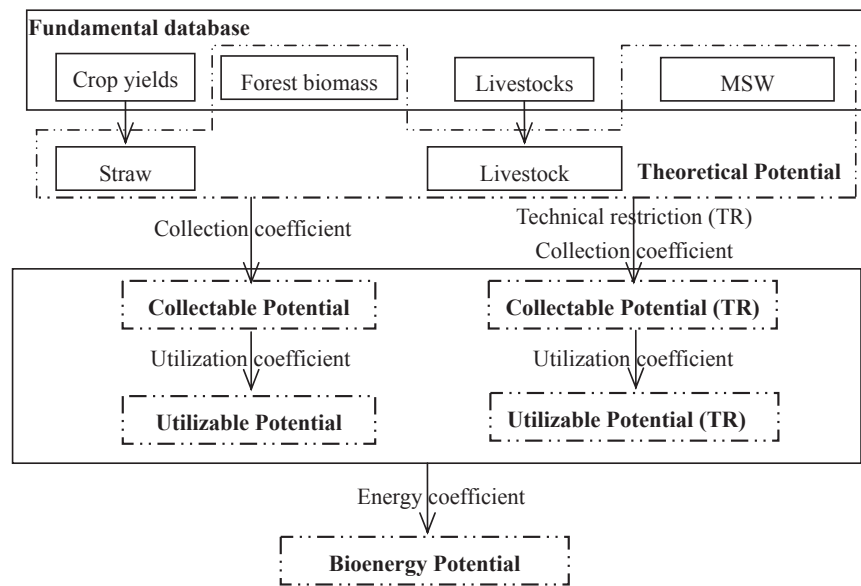 Fundamental database
Crop yields
Forest biomass
Livestocks
MSW
Straw
Livestock
Theoretical Potential
Collection coefficient
Technical restriction (TR)
Collection coefficient
Collectable Potential
Collectable Potential (TR)
Utilization coefficient
Utilization coefficient
Utilizable Potential
Utilizable Potential (TR)
Energy coefficient
Bioenergy Potential